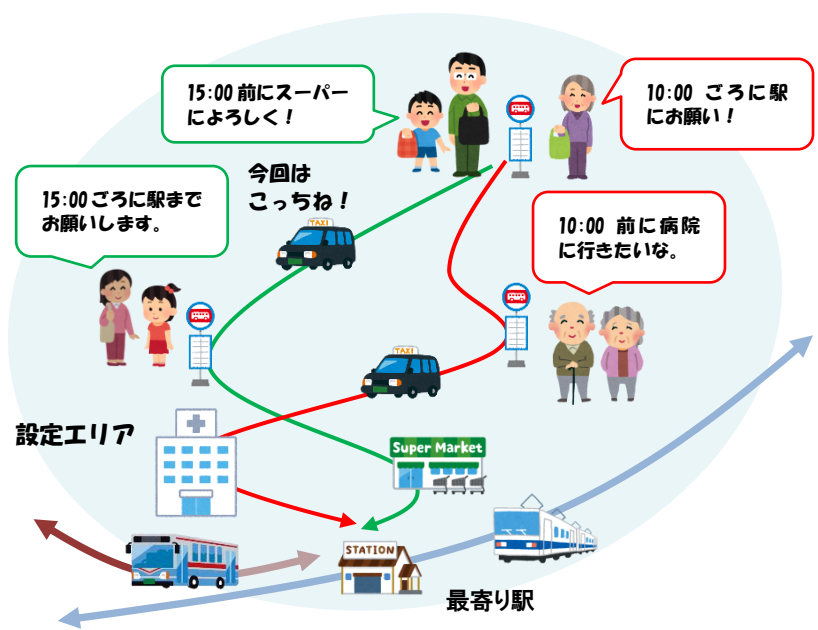 15:00 前にスーパー
によろしく！
10:00 ごろに駅
にお願い！
今回は
こっちね！
15:00ごろに駅まで
お願いします。
10:00 前に病院
に行きたいな。
TAXI
TAXI
設定エリア
Super Market
STATION
最寄り駅